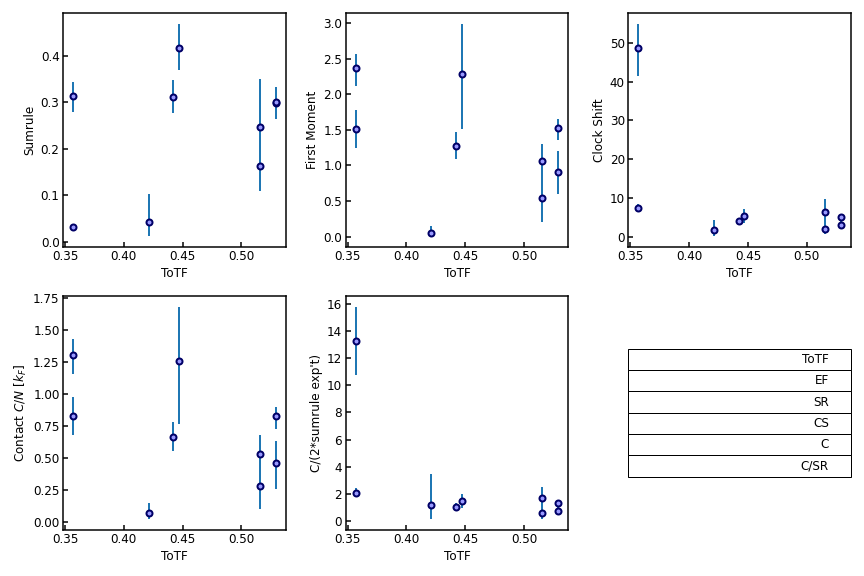 0.4
0.3
0.2
0.1
0.0
Sumrule
0.35 0.40 0.45 0.50
ToTF
3.0
2.5
2.0
1.5
1.0
0.5
0.0
First Moment
0.35 0.40 0.45 0.50
ToTF
50
40
30
20
10
0
Clock Shift
0.35 0.40 0.45 0.50
ToTF
1.75
1.50
1.25
1.00
0.75
0.50
0.25
0.00
Contact C/N [k_F]
0.35 0.40 0.45 0.50
ToTF
16
14
12
10
8
6
4
2
0
C/(2*sumrule exp't)
0.35 0.40 0.45 0.50
ToTF
ToTF
EF
SR
CS
C
C/SR